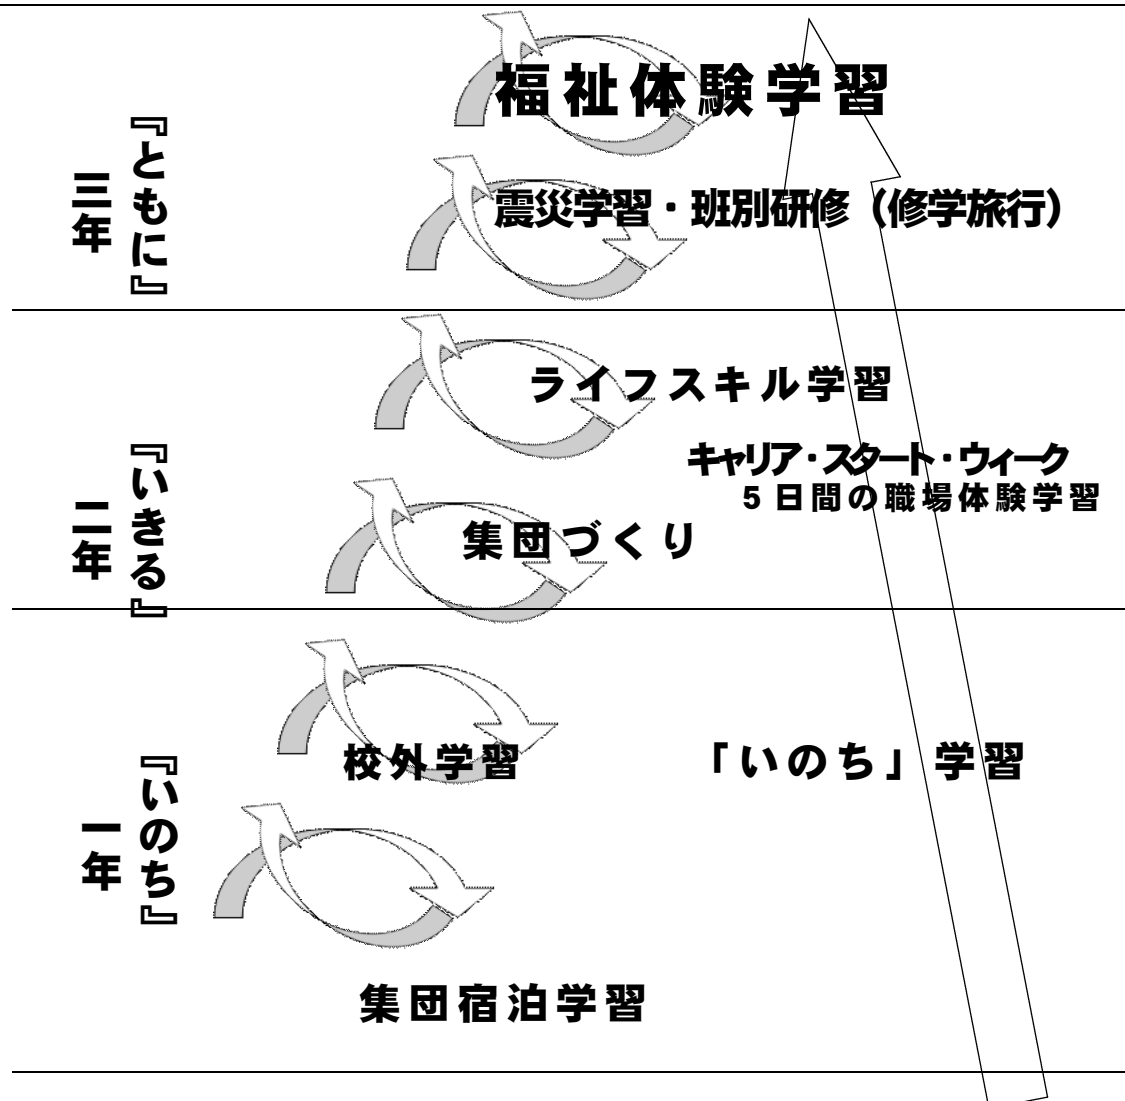 福祉体験学習
震災学習・班別研修（修学旅行）
『ともに』
三年
ライフスキル学習
キャリア・スタート・ウィーク
5日間の職場体験学習
集団づくり
『いきる』
二年
校外学習
「いのち」学習
『いのち』
一年
集団宿泊学習